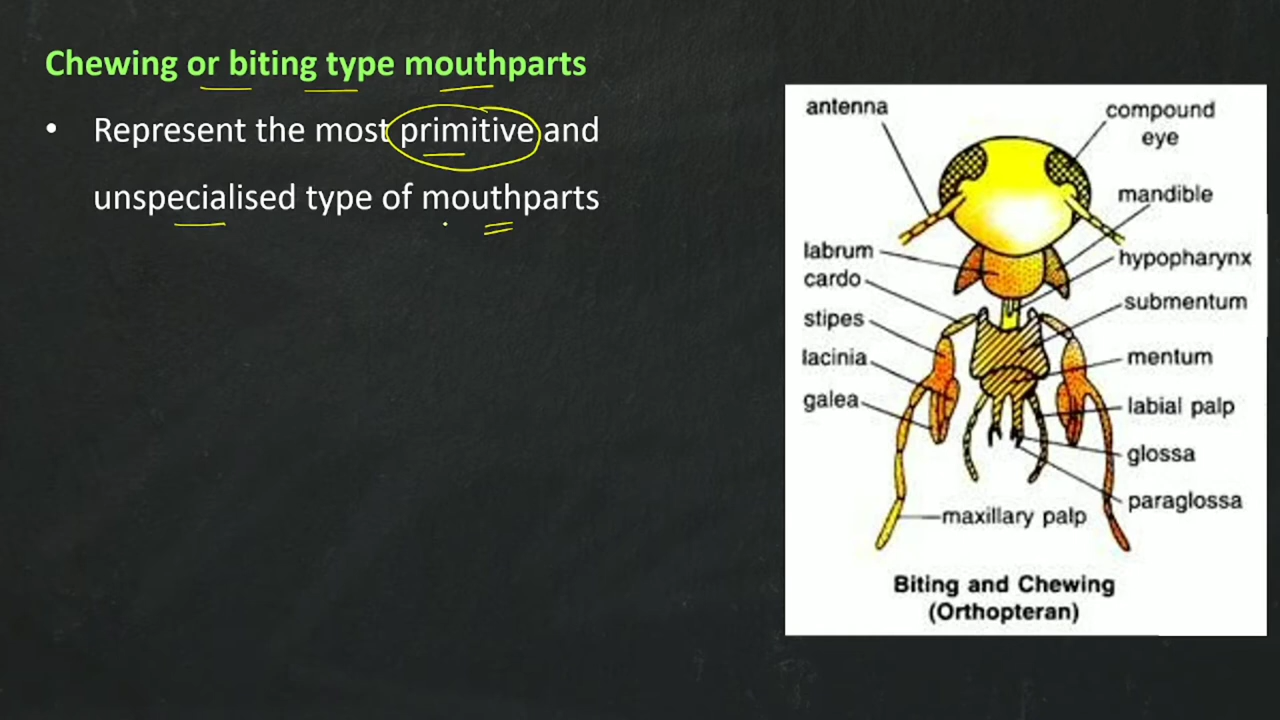 Chewing or biting type mouthparts
• Represent the most primitive and
unspecialised type of mouthparts
antenna
compound
eye
mandible
labrum
hypopharynx
cardo
submentum
stipes
lacinia
mentum
galea
labial palp
glossa
paraglossa
maxillary palp
Biting and Chewing
(Orthopteran)